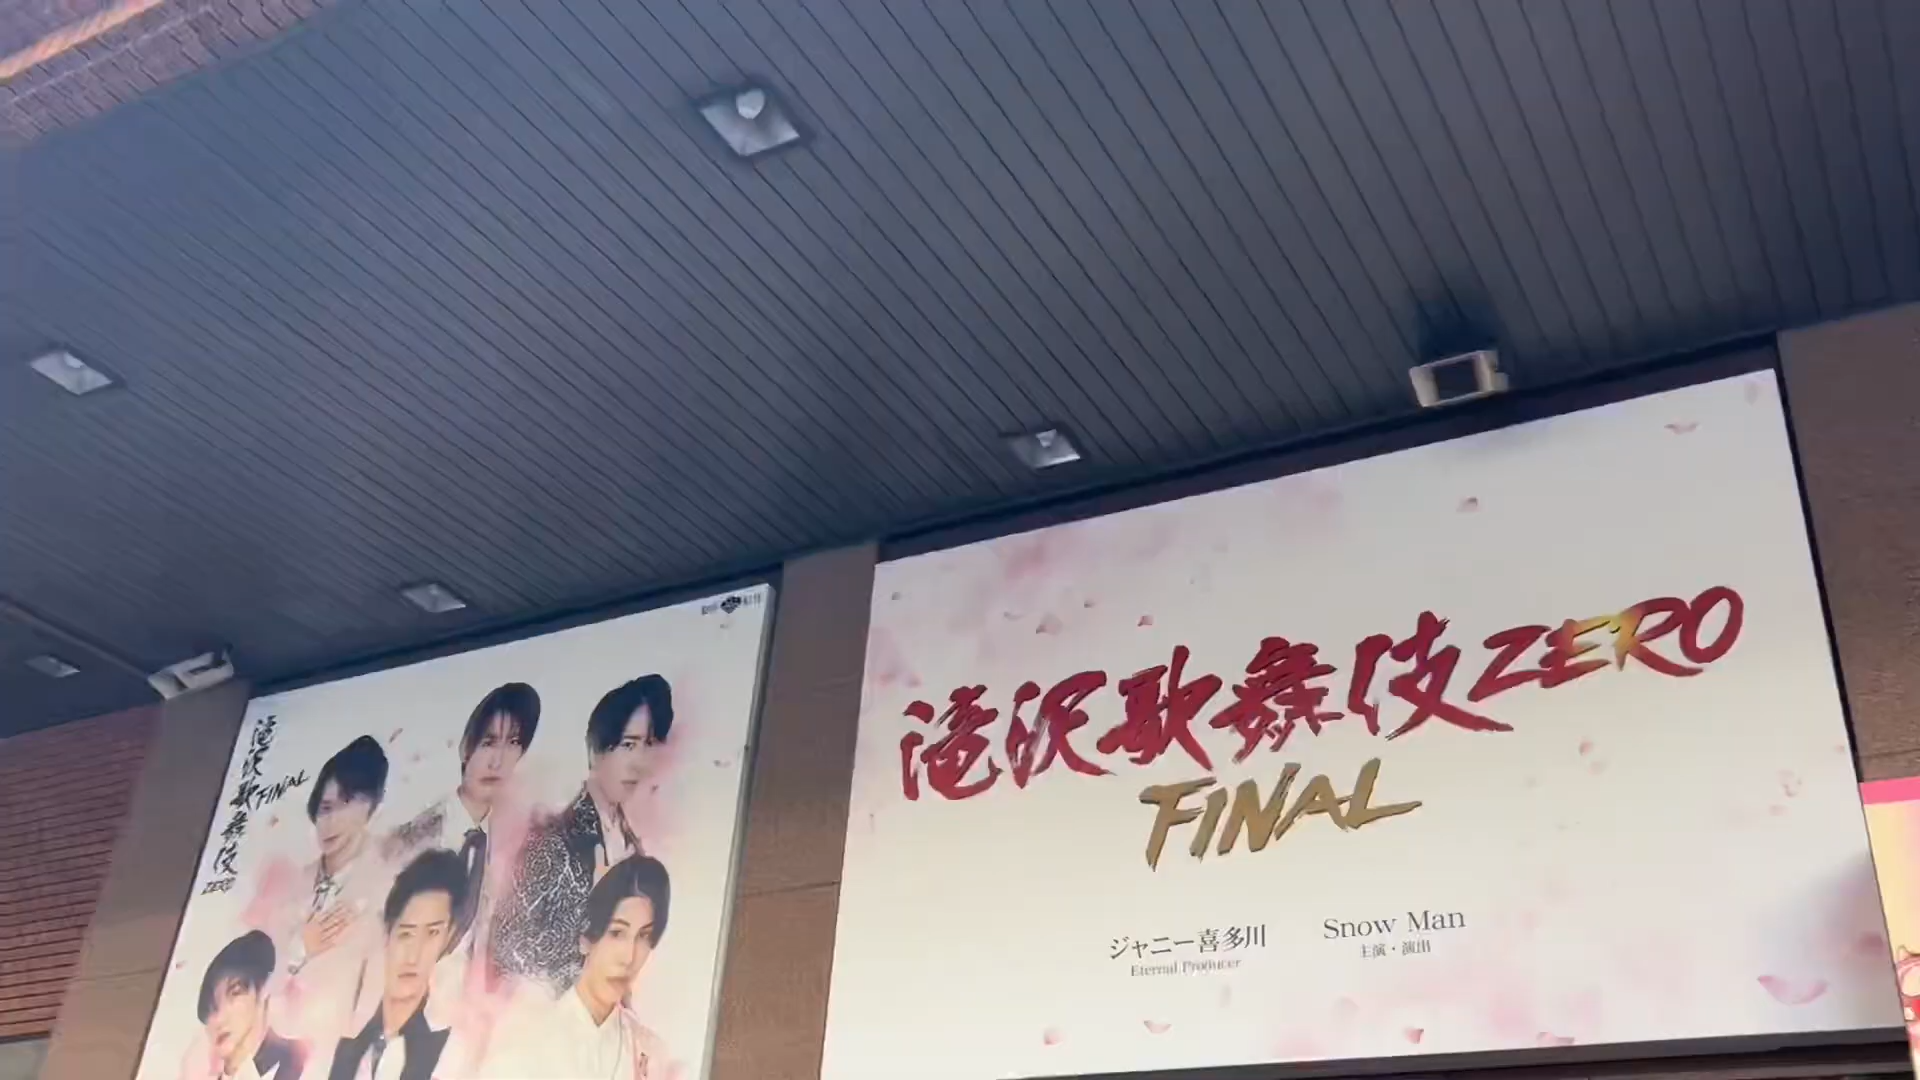 滝沢歌舞伎
ZERO
FINAL
滝沢歌舞伎ZERO
FINAL
ジャニー喜多川
Eternal Producer
Snow Man
主演・演出